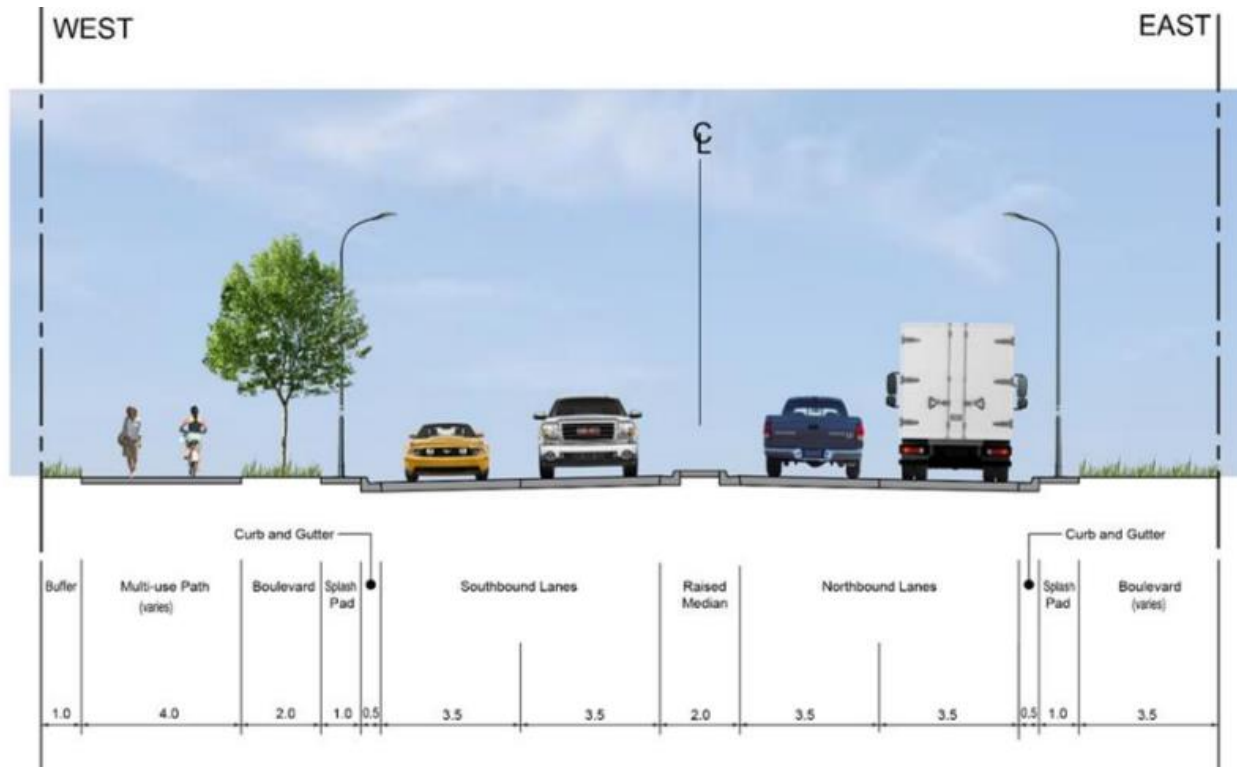 WEST
EAST
CL
Curb and Gutter
Curb and Gutter
Buffer
Multi-use Path
(varies)
Boulevard
Splash
Pad
Southbound Lanes
Raised
Median
Northbound Lanes
Splash
Pad
Boulevard
(varies)
1.0
4.0
2.0
1.0
0.5
3.5
3.5
2.0
3.5
3.5
0.5
1.0
3.5